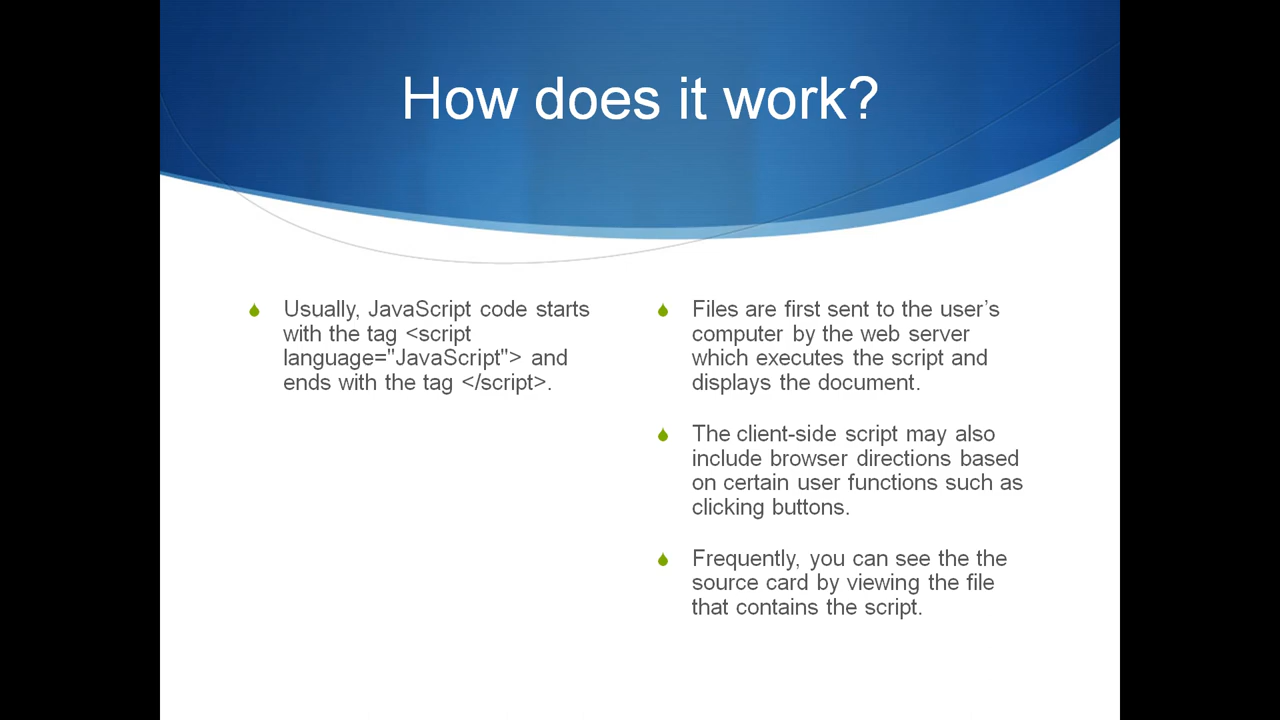 How does it work?
Usually, JavaScript code starts
with the tag <script
language="JavaScript"> and
ends with the tag </script>.
Files are first sent to the user’s
computer by the web server
which executes the script and
displays the document.
The client-side script may also
include browser directions based
on certain user functions such as
clicking buttons.
Frequently, you can see the the
source card by viewing the file
that contains the script.